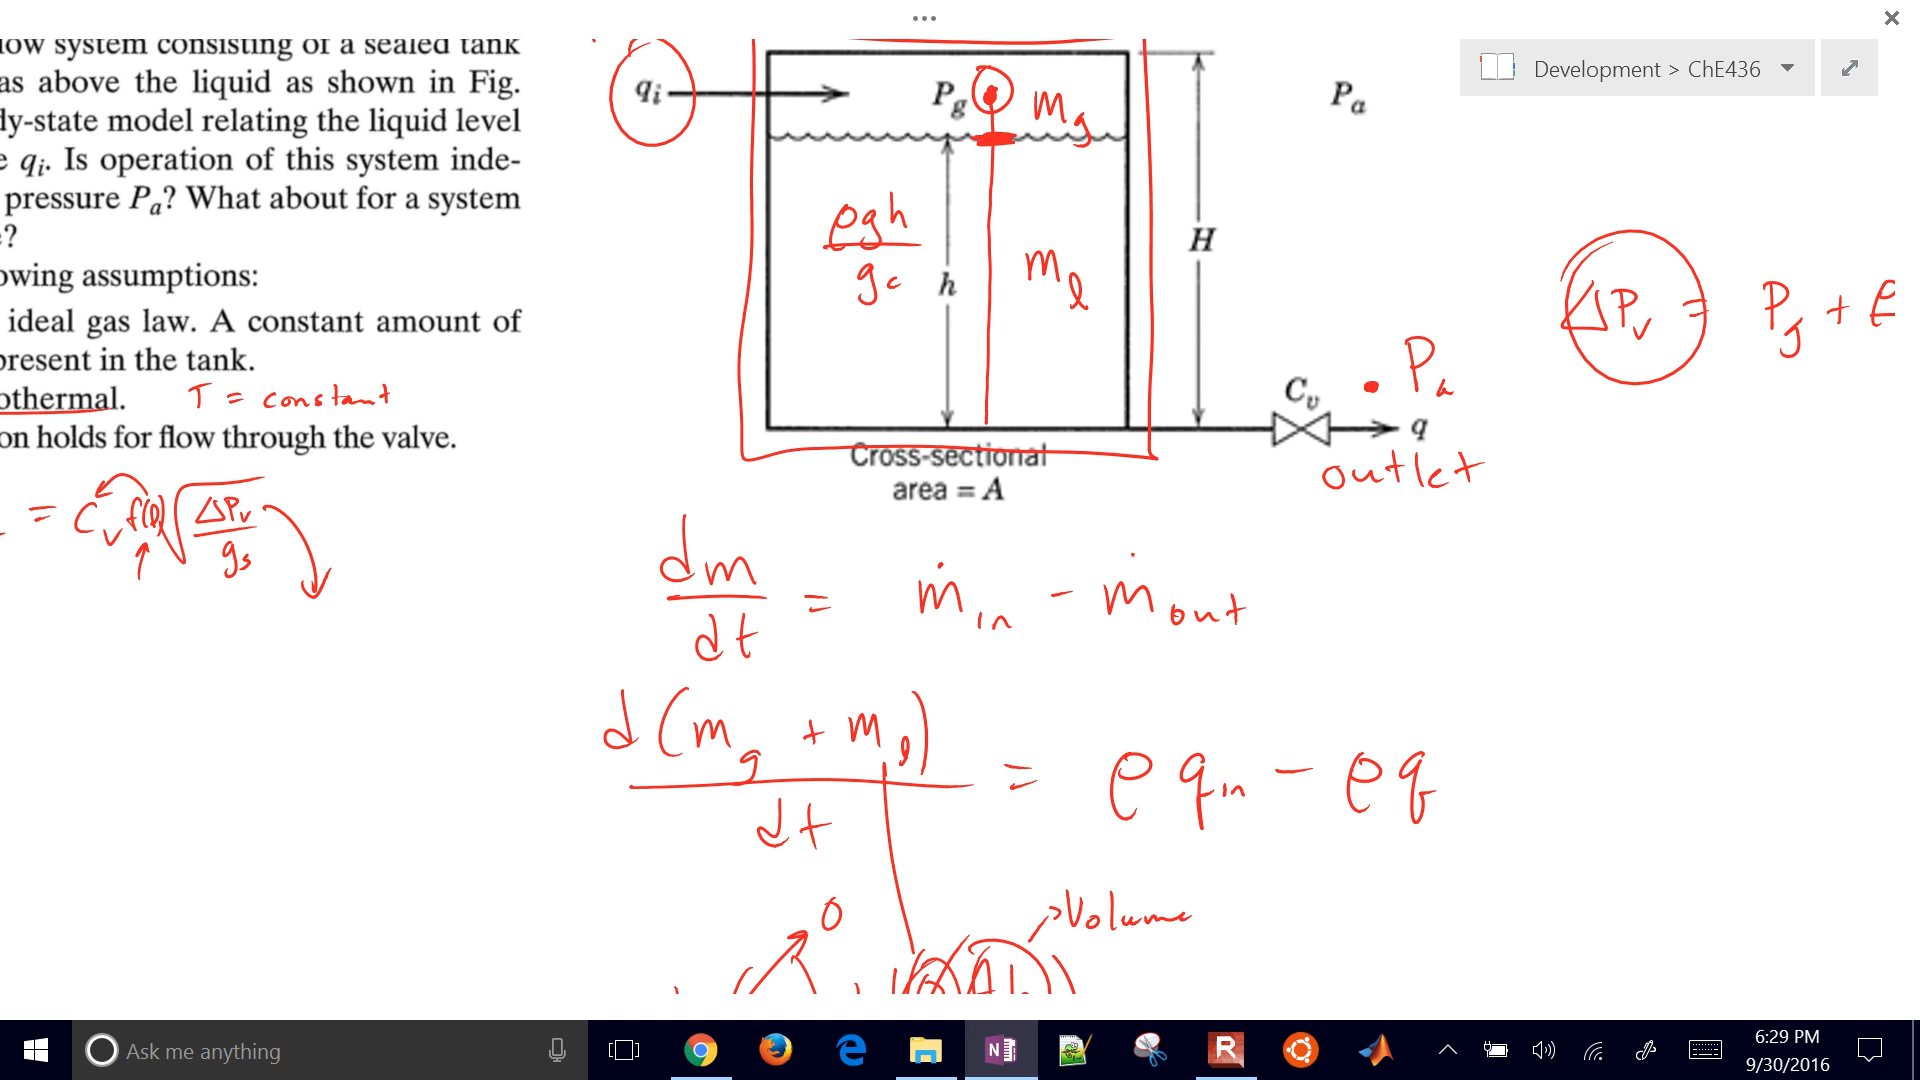 low system consisting of a sealed tank
as above the liquid as shown in Fig.
dy-state model relating the liquid level
e qi. Is operation of this system inde-
pressure Pa? What about for a system
e?
owing assumptions:
ideal gas law. A constant amount of
present in the tank.
othermal. T = constant
on holds for flow through the valve.
= Cv f(l) √(ΔPv / gs)
qi
Pg
mg
Pa
ρgh / gc
h
ml
H
Cv
Pa
q
outlet
Cross-sectional
area = A
ΔPv = Pg + ρ
dm/dt = ṁin - ṁout
d(mg + ml)/dt = ρqin - ρq
0
Volume
Development > ChE436
Ask me anything
6:29 PM
9/30/2016